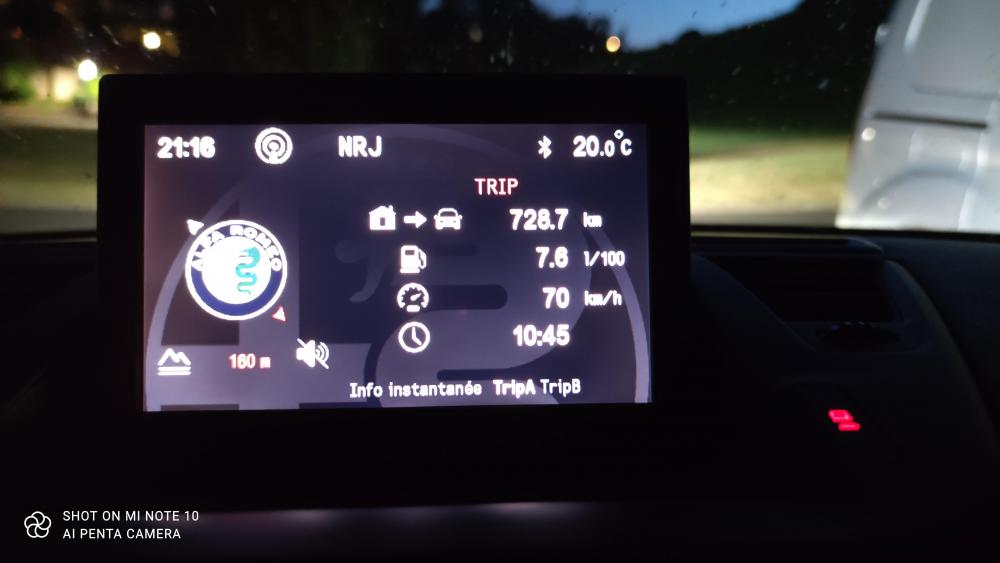 21:16 NRJ 20.0°C
TRIP
728.7 km
7.6 l/100
70 km/h
10:45
ALFA ROMEO
160 m
Info instantanée TripA TripB
SHOT ON MI NOTE 10
AI PENTA CAMERA